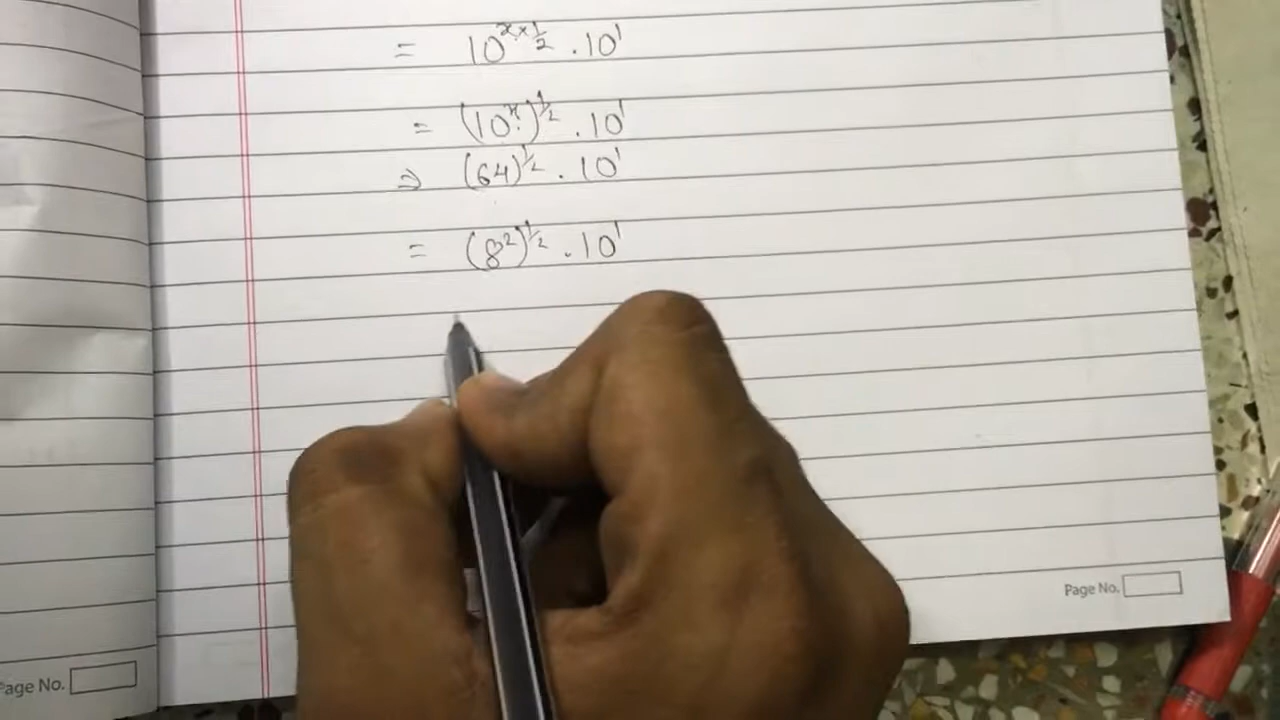 = 10^{x×1/2} . 10^1
= (10^x)^{1/2} . 10^1
⇒ (64)^{1/2} . 10^1
= (8^2)^{1/2} . 10^1
Page No.
Page No.